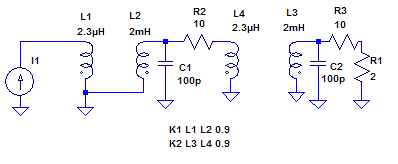 L1
2.3µH
L2
2mH
R2
10
L4
2.3µH
L3
2mH
R3
10
I1
C1
100p
C2
100p
R1
2
K1 L1 L2 0.9
K2 L3 L4 0.9